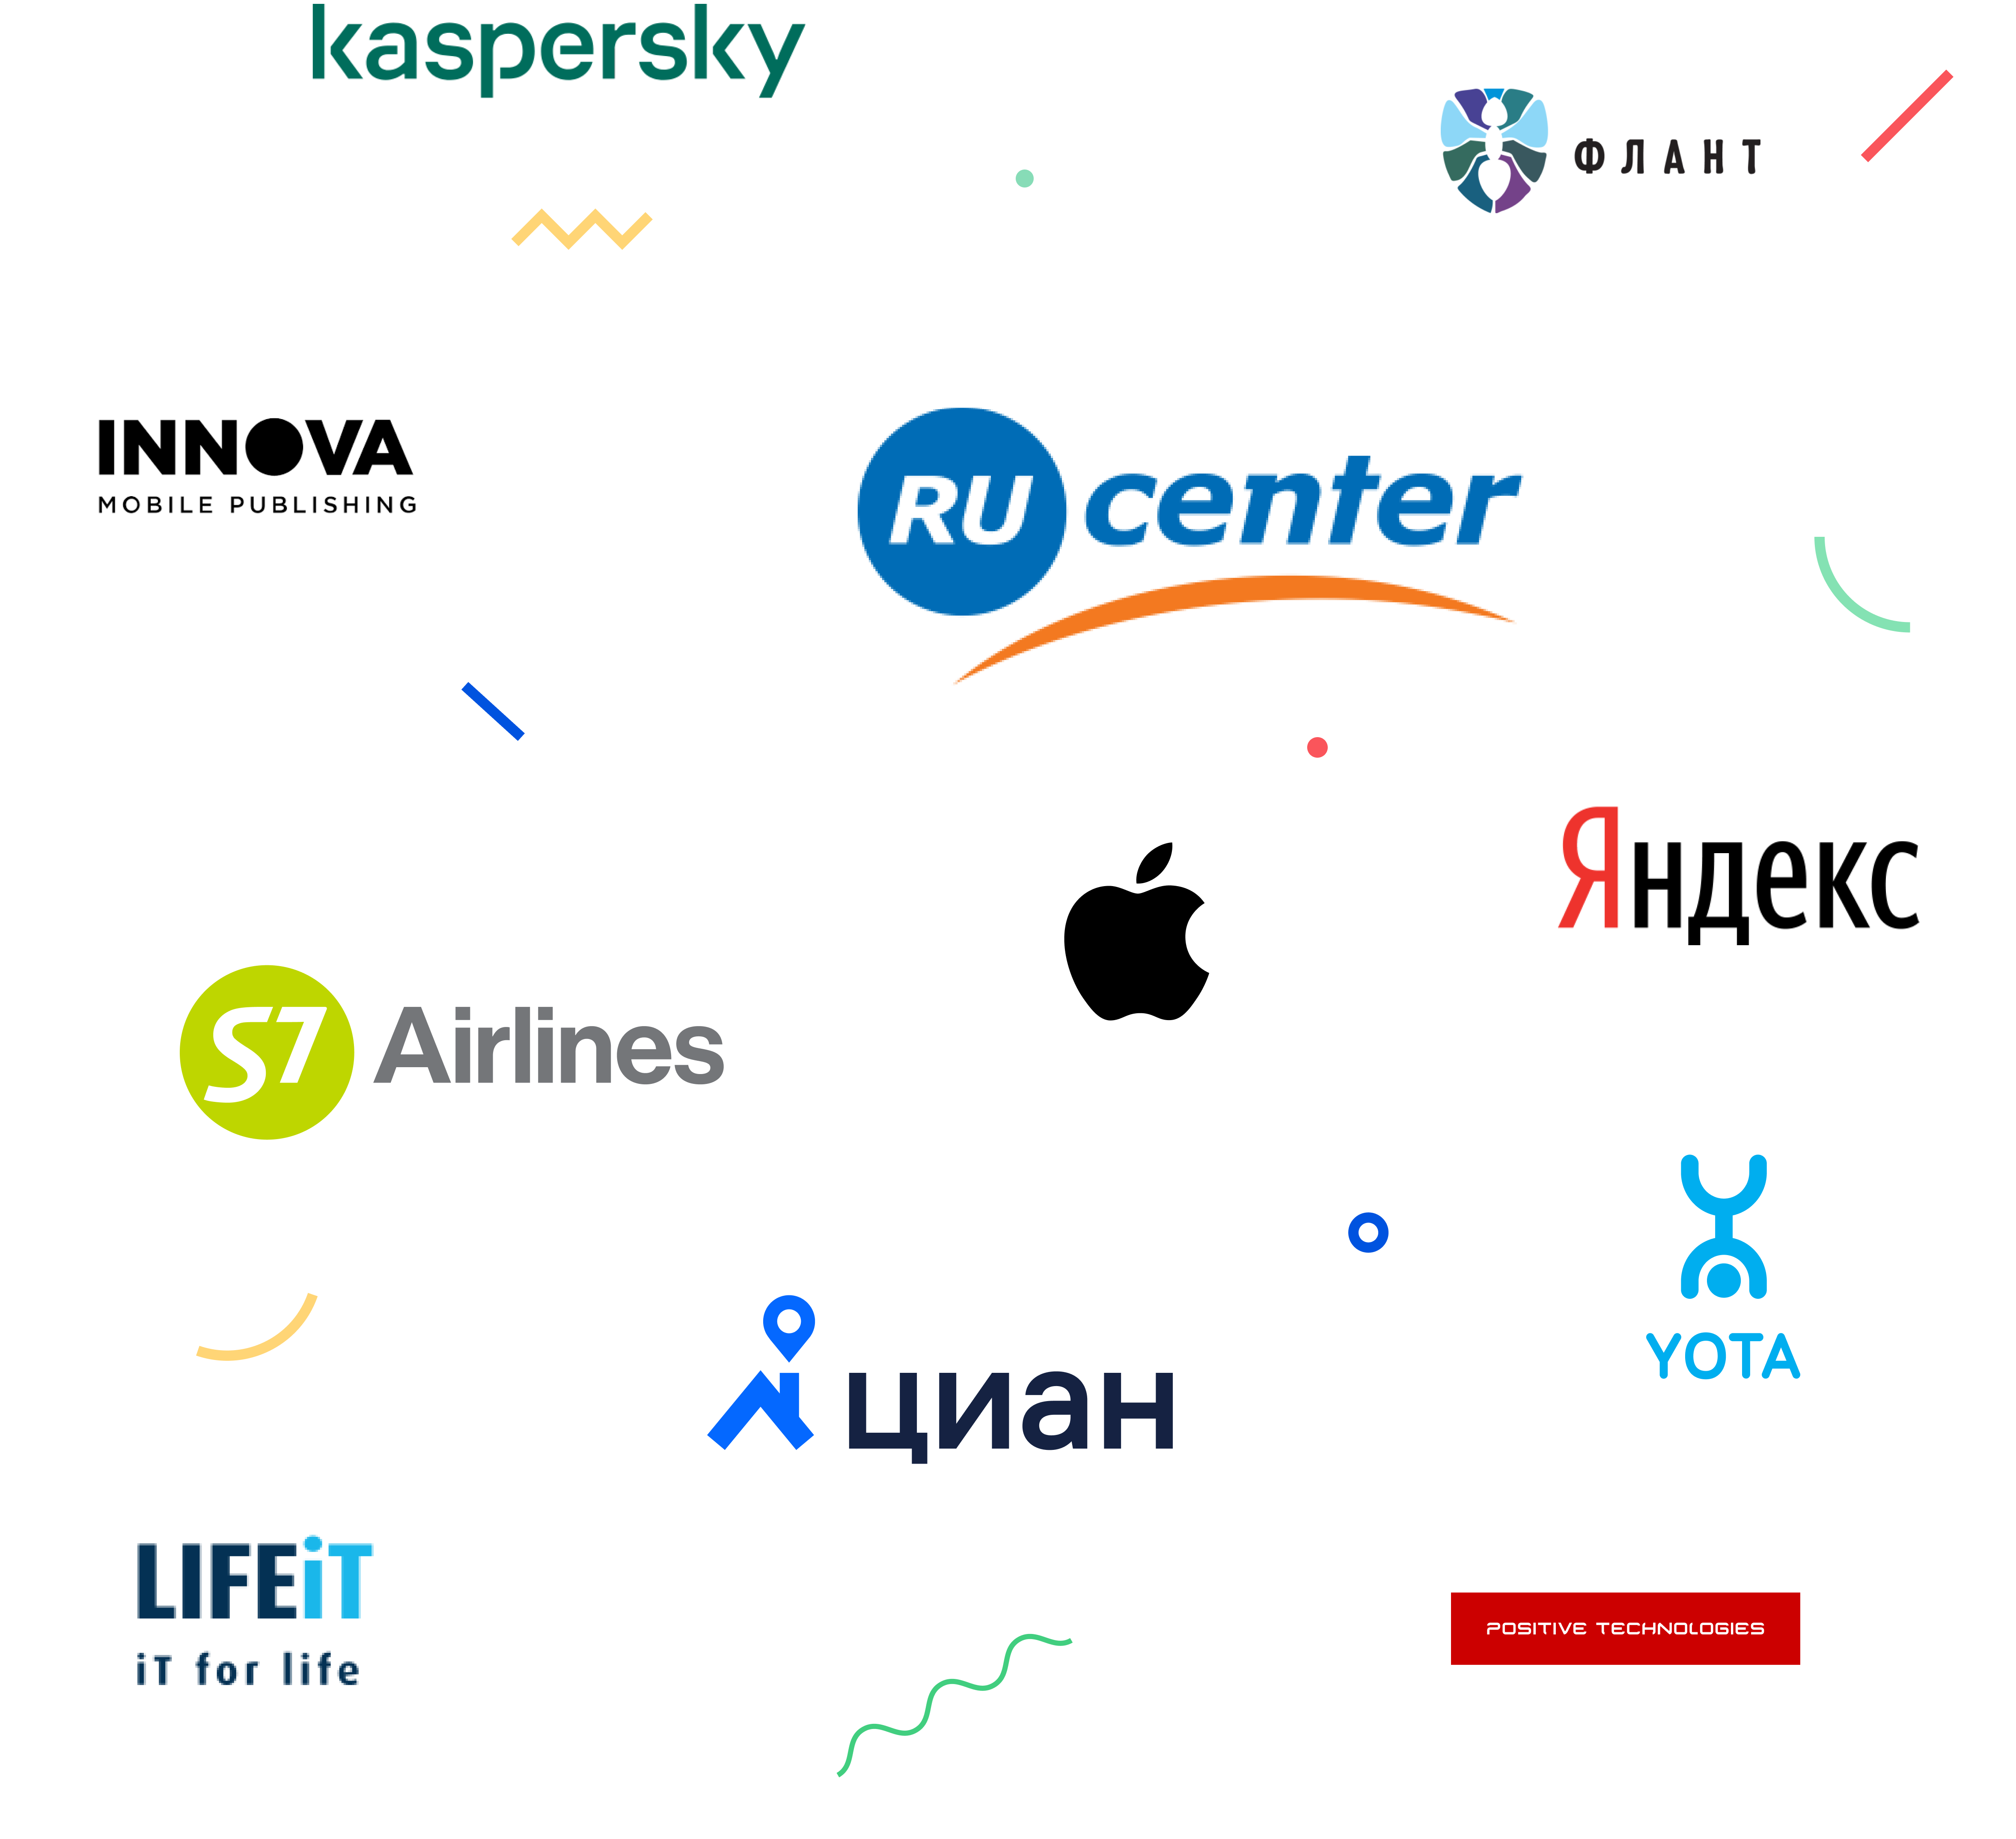 kaspersky
ФЛАНТ
INNOVA
MOBILE PUBLISHING
RU center
Яндекс
S7 Airlines
YOTA
циан
LIFEiT
iT for life
POSITIVE TECHNOLOGIES